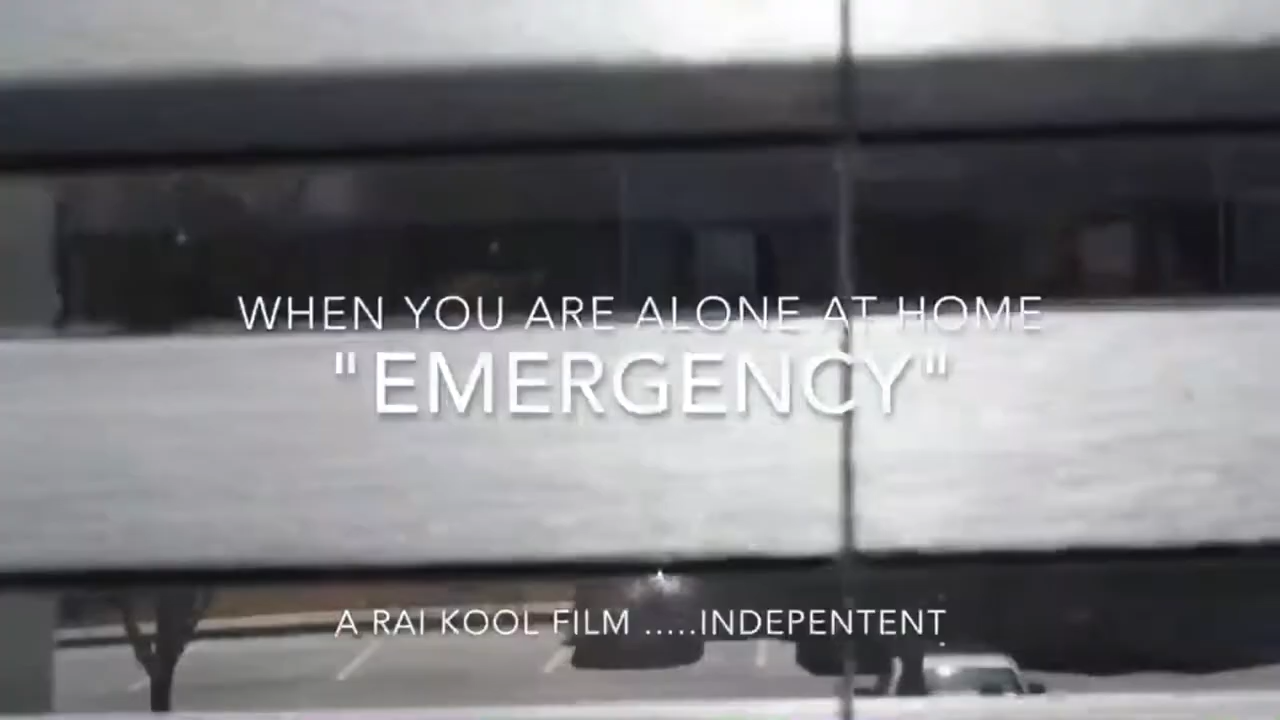 WHEN YOU ARE ALONE AT HOME
"EMERGENCY"
A RAI KOOL FILM .....INDEPENTENT